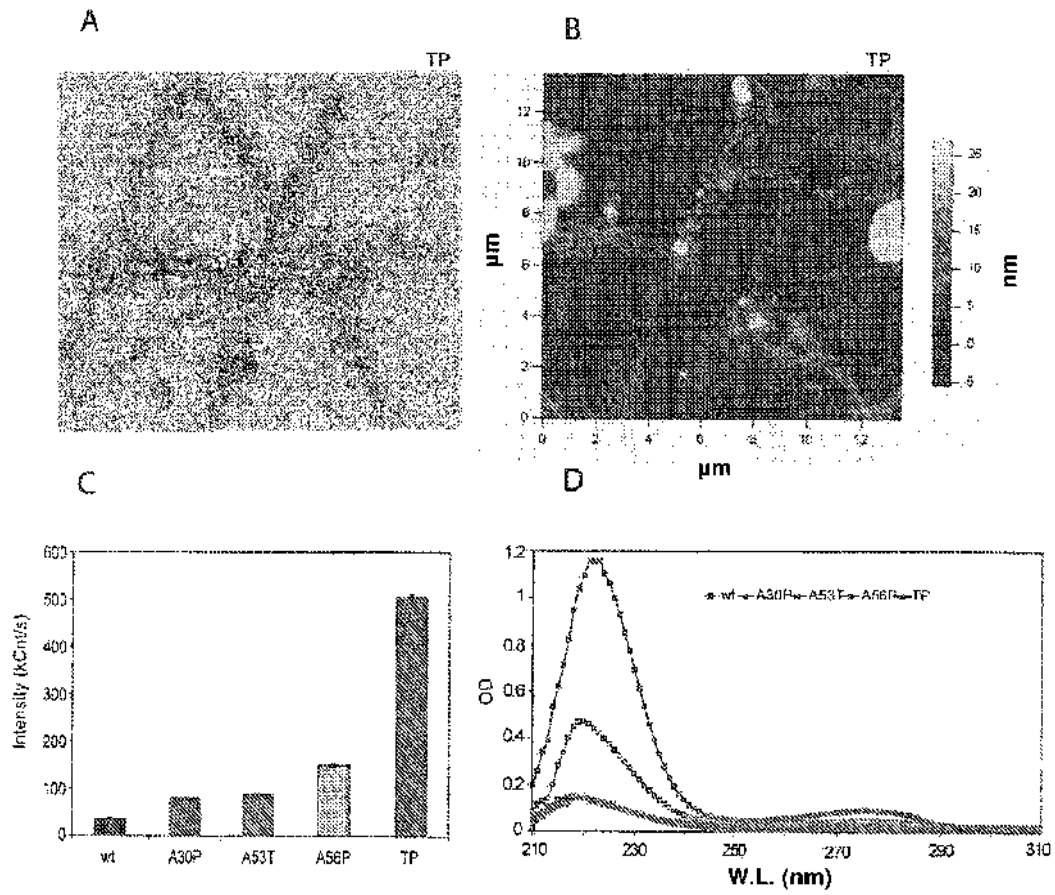 A
TP
B
TP
12
10
8
6
4
2
0
µm
0
2
4
6
8
10
12
µm
25
20
15
10
5
0
-5
nm
C
600
500
400
300
200
100
0
Intensity (kCnt/s)
wt
A30P
A53T
A56P
TP
D
1.2
1
0.8
0.6
0.4
0.2
0
OD
wt A30P A53T A56P TP
210
230
250
270
290
310
W.L. (nm)